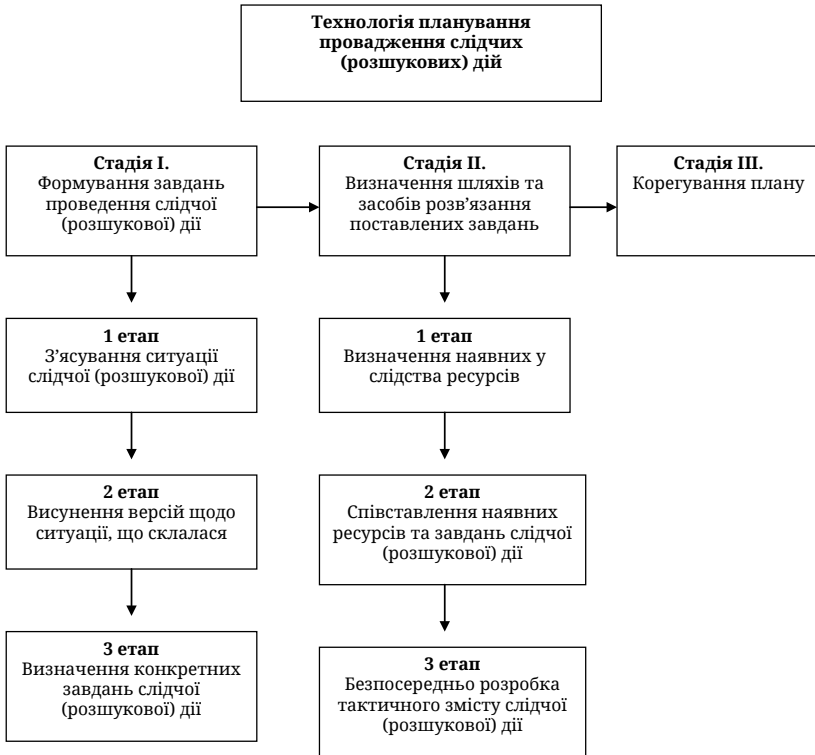 Технологія планування
провадження слідчих
(розшукових) дій
Стадія І.
Формування завдань
проведення слідчої
(розшукової) дії
Стадія ІІ.
Визначення шляхів та
засобів розв’язання
поставлених завдань
Стадія ІІІ.
Корегування плану
1 етап
З’ясування ситуації
слідчої (розшукової) дії
1 етап
Визначення наявних у
слідства ресурсів
2 етап
Висунення версій щодо
ситуації, що склалася
2 етап
Співставлення наявних
ресурсів та завдань слідчої
(розшукової) дії
3 етап
Визначення конкретних
завдань слідчої
(розшукової) дії
3 етап
Безпосередньо розробка
тактичного змісту слідчої
(розшукової) дії